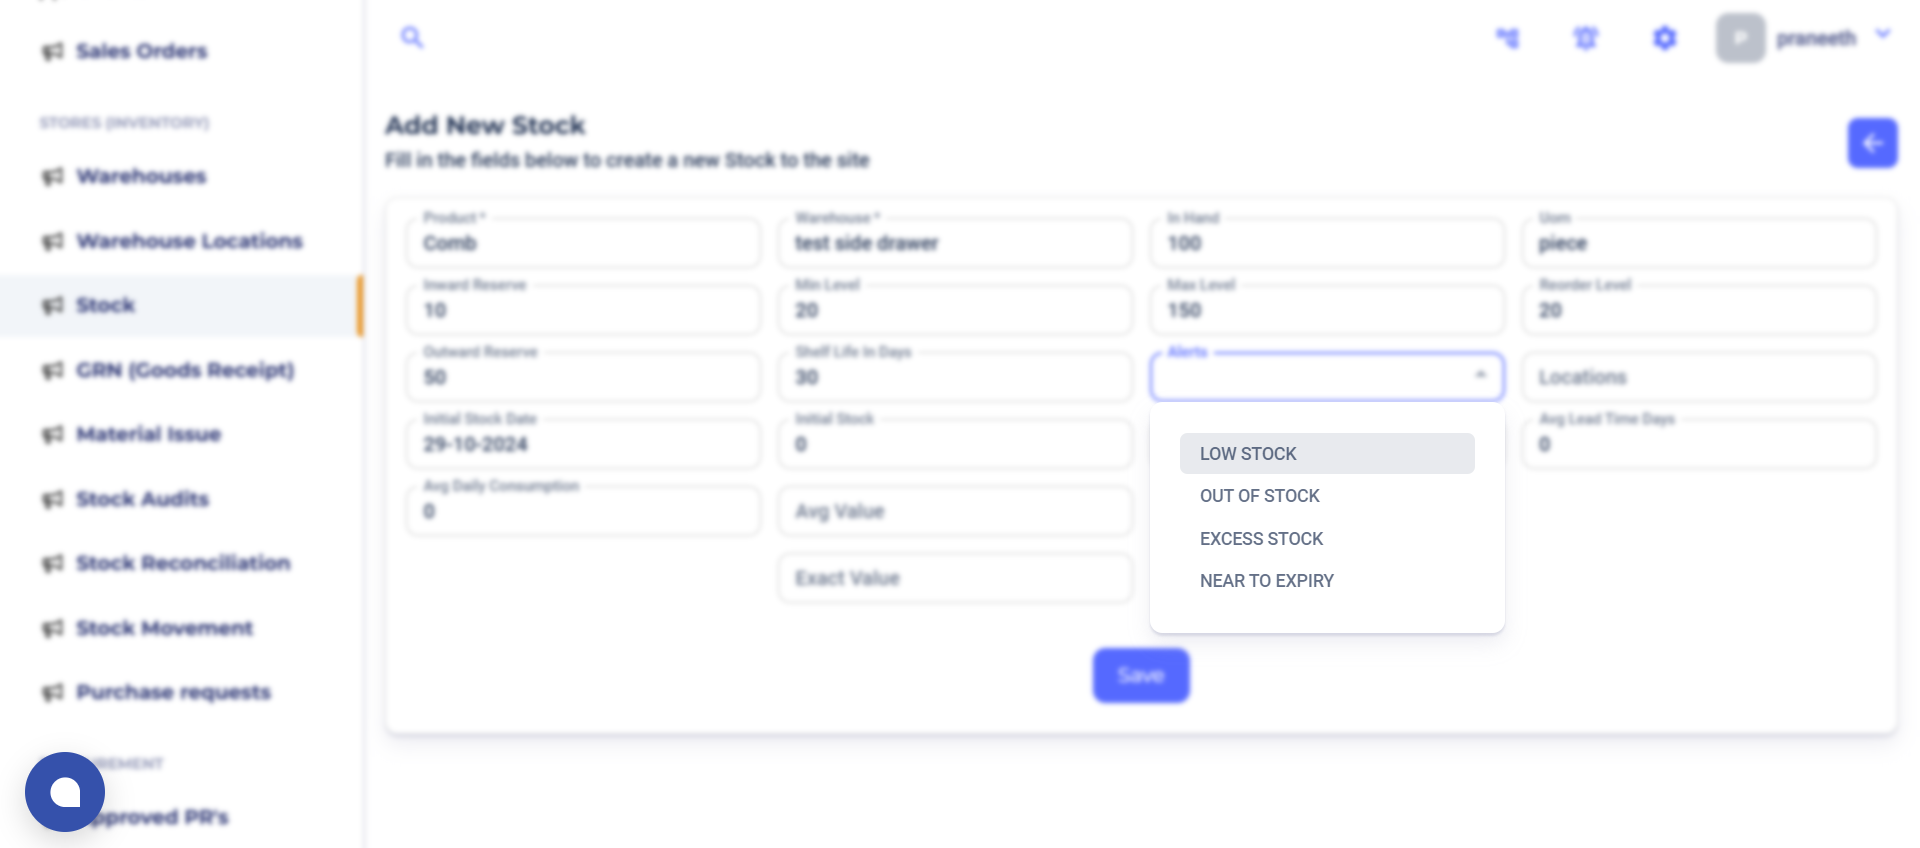 Sales Orders
STORES (INVENTORY)
Warehouses
Warehouse Locations
Stock
GRN (Goods Receipt)
Material Issue
Stock Audits
Stock Reconciliation
Stock Movement
Purchase requests
REMENT
pproved PR's
P
praneeth
Add New Stock
Fill in the fields below to create a new Stock to the site
Product *
Comb
Warehouse *
test side drawer
In Hand
100
Uom
piece
Inward Reserve
10
Min Level
20
Max Level
150
Reorder Level
20
Outward Reserve
50
Shelf Life In Days
30
Alerts
Locations
Initial Stock Date
29-10-2024
Initial Stock
0
Avg Lead Time Days
0
Avg Daily Consumption
0
Avg Value
Exact Value
LOW STOCK
OUT OF STOCK
EXCESS STOCK
NEAR TO EXPIRY
Save